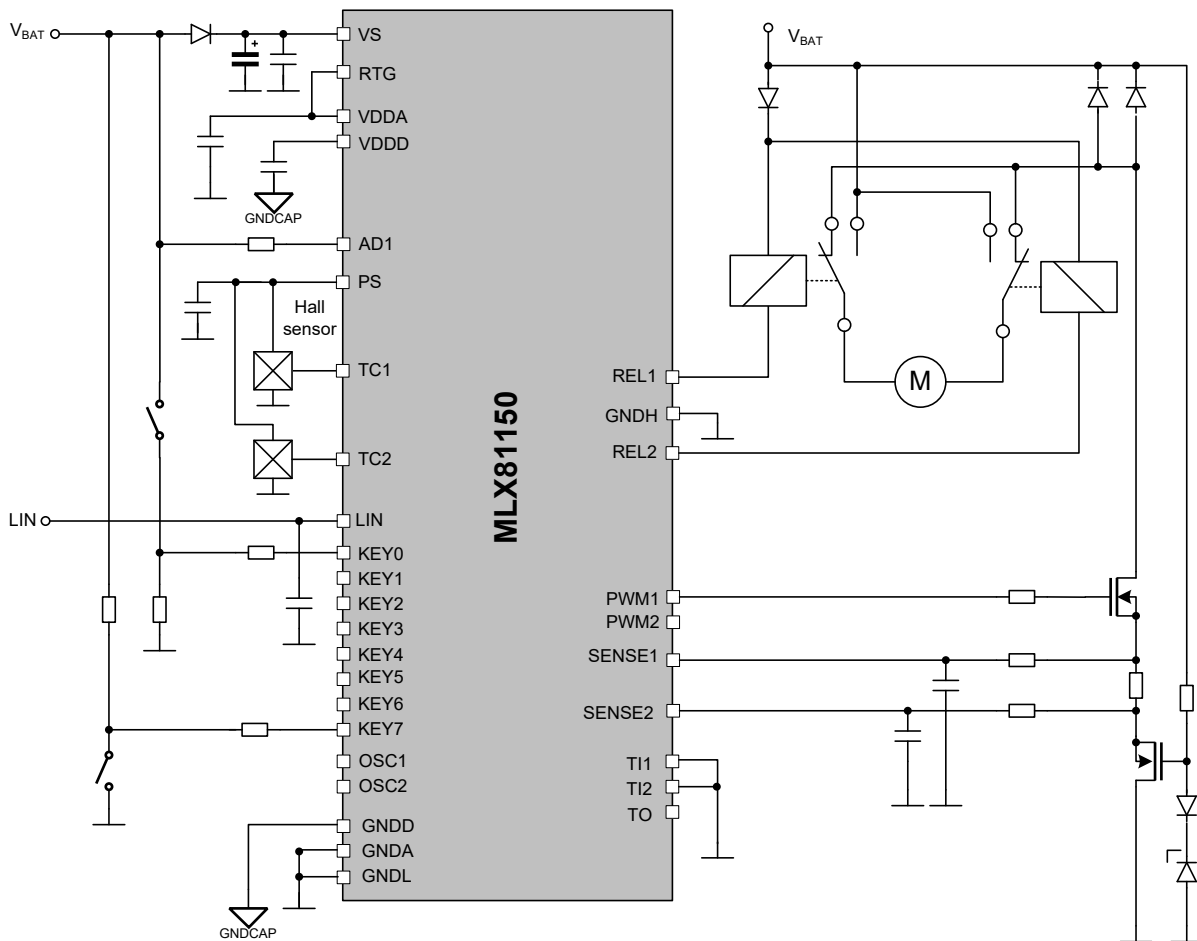 V_BAT
VS
RTG
VDDA
VDDD
GNDCAP
AD1
PS
Hall
sensor
TC1
TC2
LIN
LIN
KEY0
KEY1
KEY2
KEY3
KEY4
KEY5
KEY6
KEY7
OSC1
OSC2
GNDD
GNDA
GNDL
GNDCAP
+
MLX81150
REL1
GNDH
REL2
PWM1
PWM2
SENSE1
SENSE2
TI1
TI2
TO
V_BAT
M